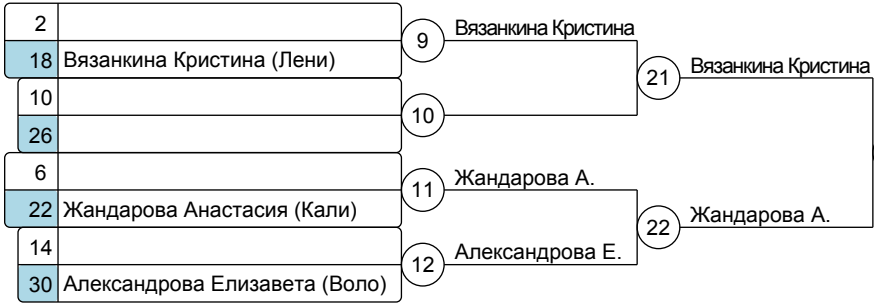 2
9
Вязанкина Кристина
18 Вязанкина Кристина (Лени)
21
Вязанкина Кристина
10
10
26
6
11
Жандарова А.
22 Жандарова Анастасия (Кали)
22
Жандарова А.
14
12
Александрова Е.
30 Александрова Елизавета (Воло)